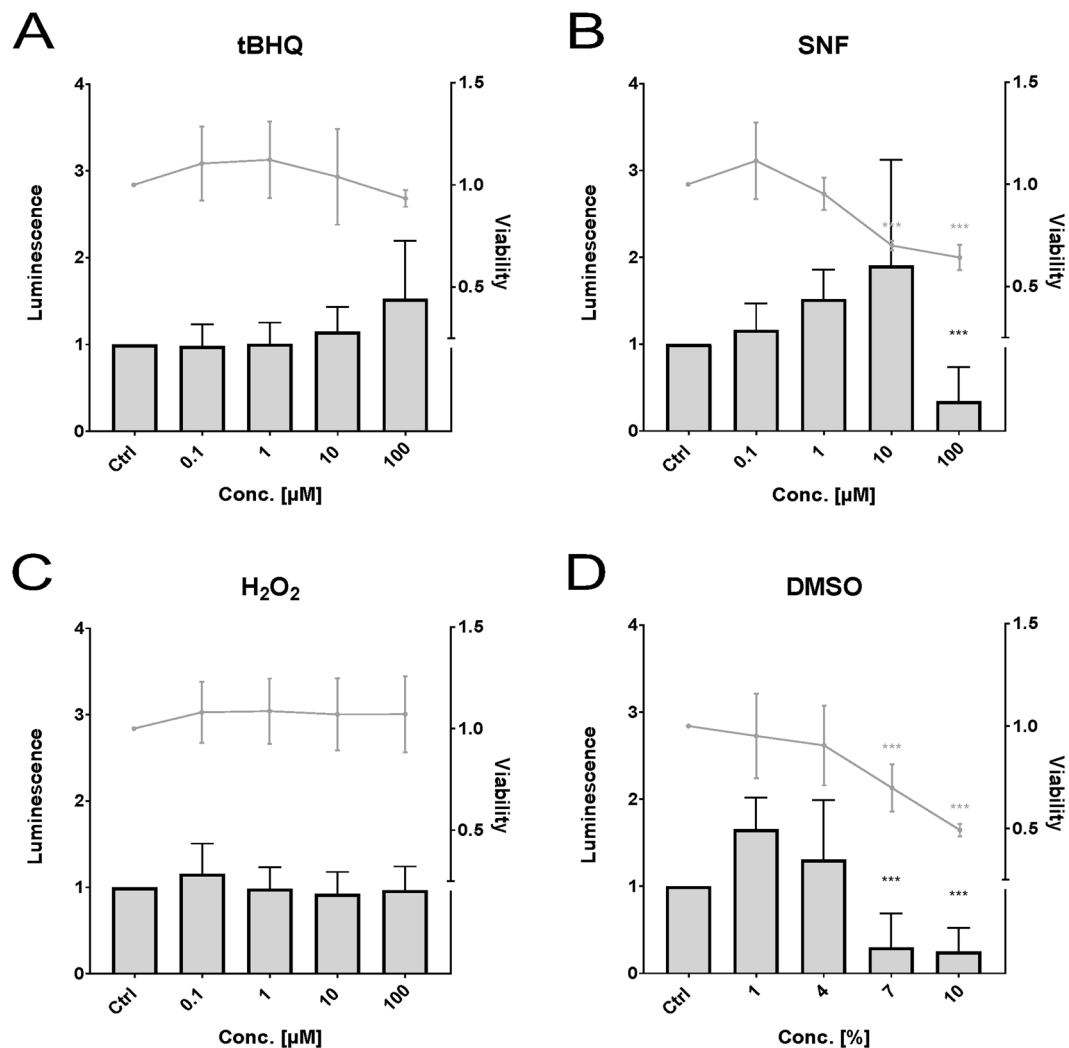 A
tBHQ
Luminescence
4
3
2
1
0
1.5
1.0
0.5
Viability
Ctrl
0.1
1
10
100
Conc. [µM]
B
SNF
Luminescence
4
3
2
1
0
***
***
***
1.5
1.0
0.5
Viability
Ctrl
0.1
1
10
100
Conc. [µM]
C
H₂O₂
Luminescence
4
3
2
1
0
1.5
1.0
0.5
Viability
Ctrl
0.1
1
10
100
Conc. [µM]
D
DMSO
Luminescence
4
3
2
1
0
***
***
***
***
1.5
1.0
0.5
Viability
Ctrl
1
4
7
10
Conc. [%]